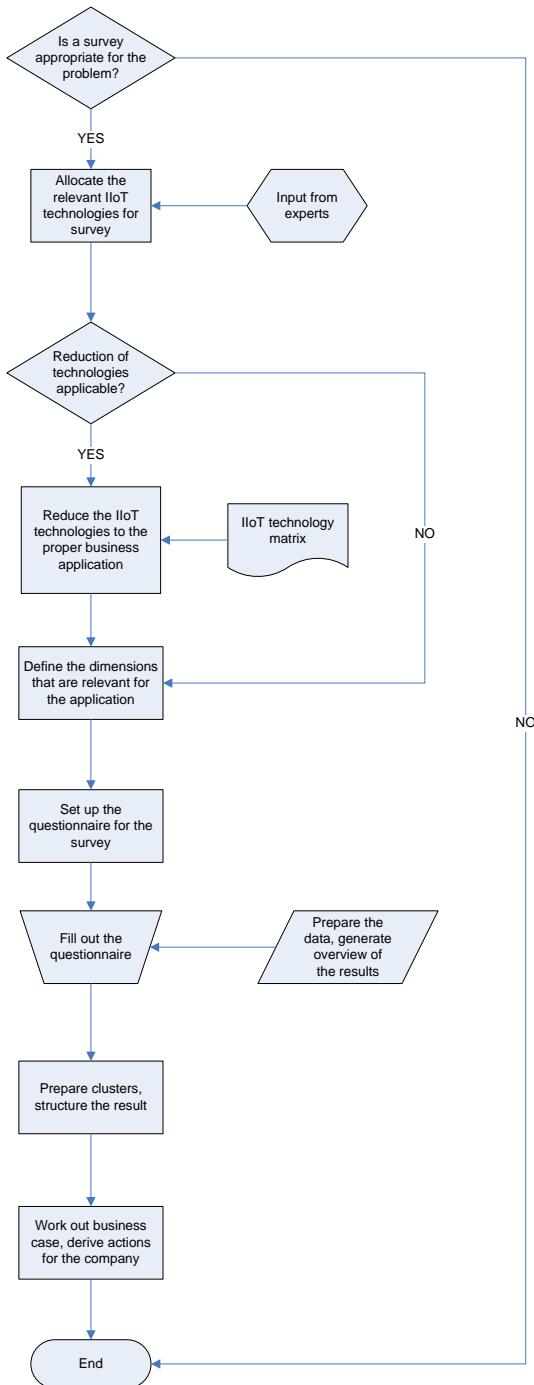 Is a survey
appropriate for the
problem?
YES
Allocate the
relevant IIoT
technologies for
survey
Input from
experts
Reduction of
technologies
applicable?
YES
Reduce the IIoT
technologies to the
proper business
application
IIoT technology
matrix
NO
Define the dimensions
that are relevant for
the application
NO
Set up the
questionnaire for the
survey
Fill out the
questionnaire
Prepare the
data, generate
overview of
the results
Prepare clusters,
structure the result
Work out business
case, derive actions
for the company
End